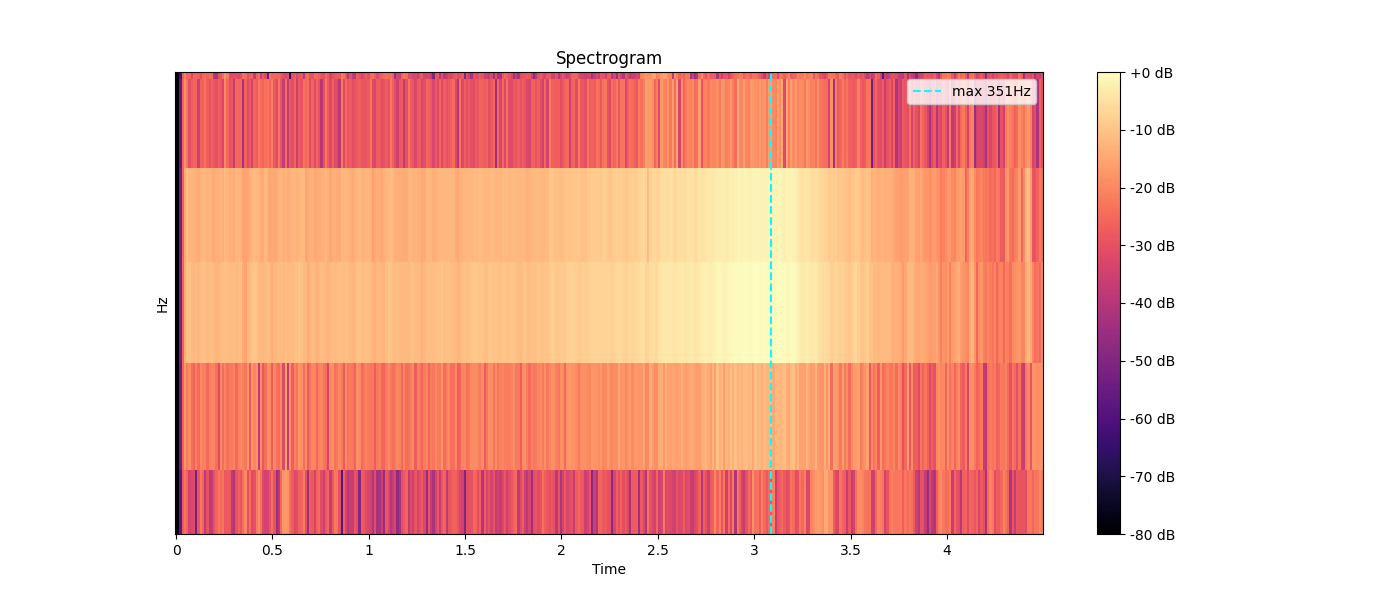 Spectrogram
max 351Hz
Hz
0
0.5
1
1.5
2
2.5
3
3.5
4
Time
+0 dB
-10 dB
-20 dB
-30 dB
-40 dB
-50 dB
-60 dB
-70 dB
-80 dB